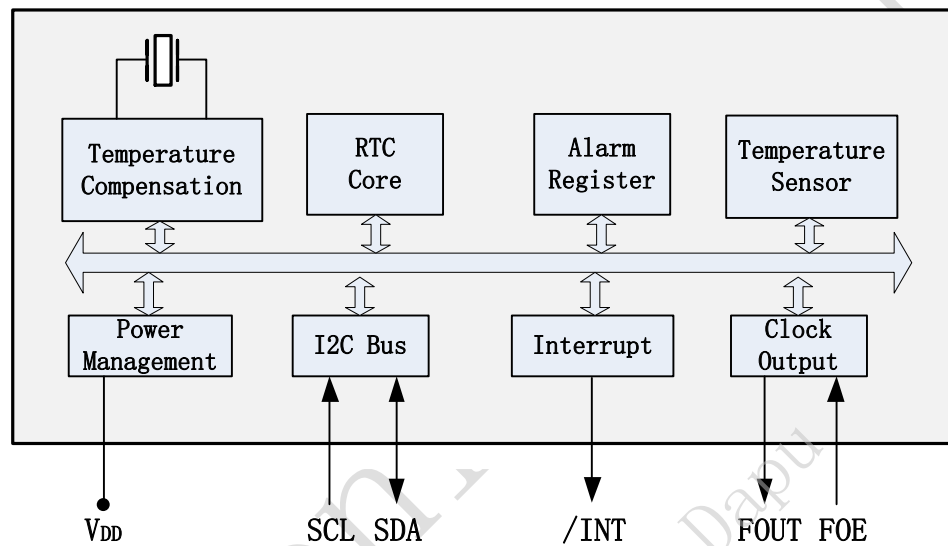 Temperature
Compensation
RTC
Core
Alarm
Register
Temperature
Sensor
Power
Management
I2C Bus
Interrupt
Clock
Output
VDD
SCL SDA
/INT
FOUT FOE
Dapu